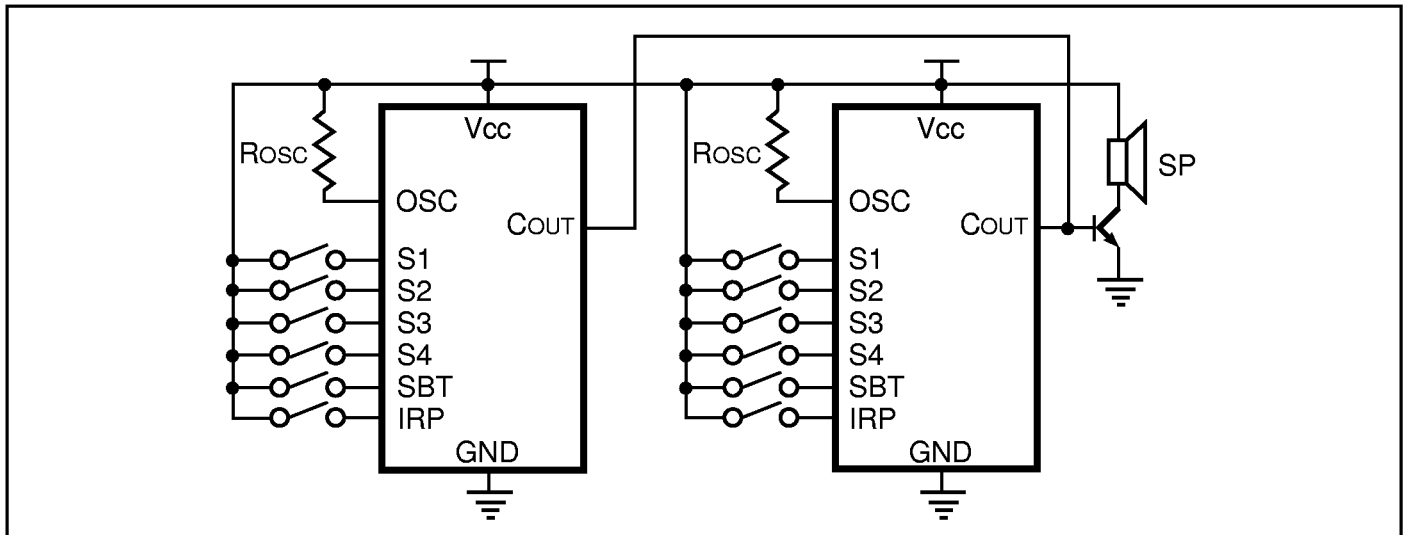 Vcc
ROSC
OSC
COUT
S1
S2
S3
S4
SBT
IRP
GND
Vcc
ROSC
OSC
COUT
S1
S2
S3
S4
SBT
IRP
GND
SP